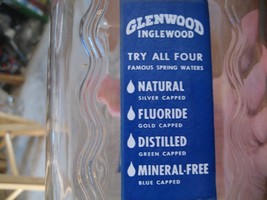 GLENWOOD
INGLEWOOD
TRY ALL FOUR
FAMOUS SPRING WATERS
NATURAL
SILVER CAPPED
FLUORIDE
GOLD CAPPED
DISTILLED
GREEN CAPPED
MINERAL-FREE
BLUE CAPPED